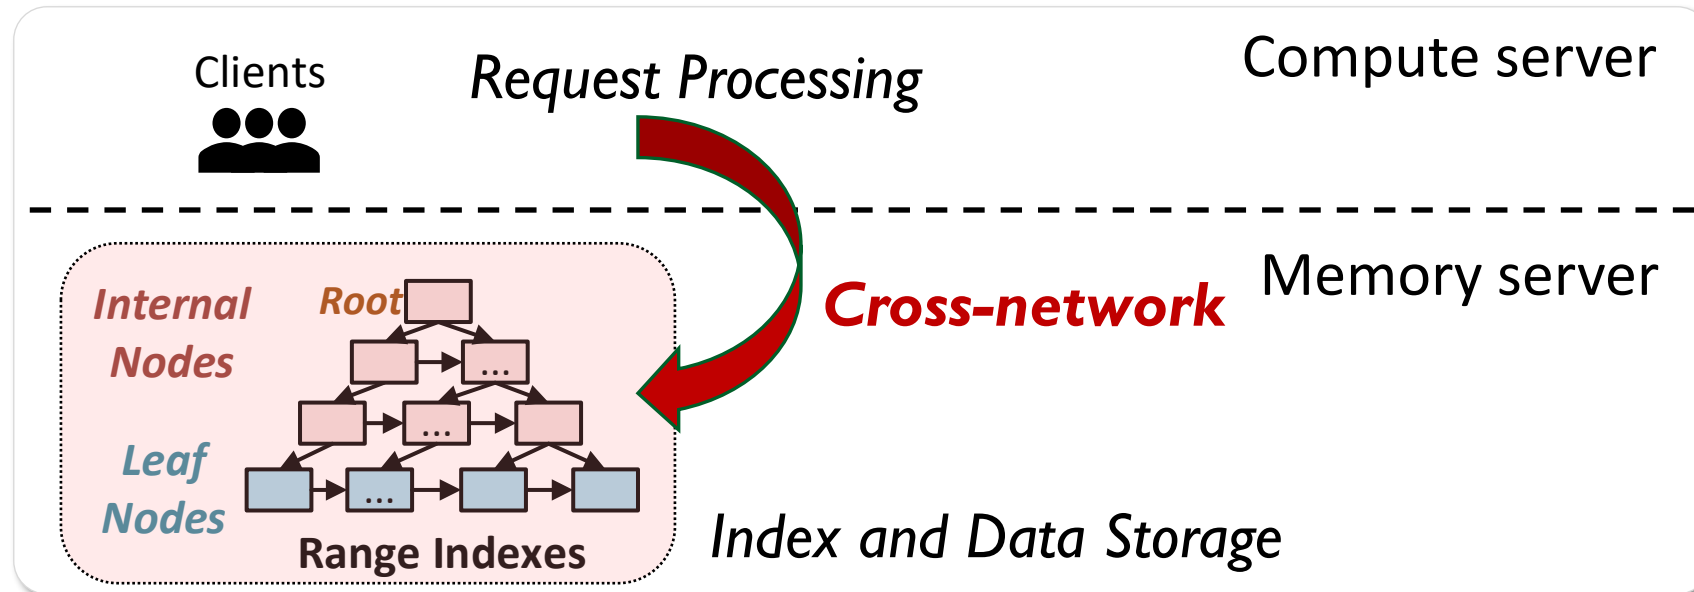 Clients
Request Processing
Compute server
Memory server
Internal
Nodes
Root
Cross-network
...
...
Leaf
Nodes
...
Range Indexes
Index and Data Storage